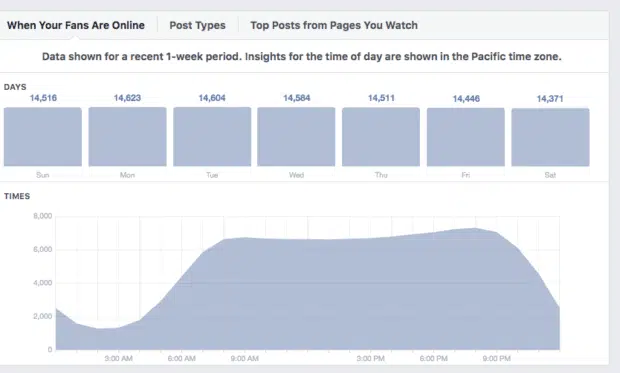 When Your Fans Are Online Post Types Top Posts from Pages You Watch
Data shown for a recent 1-week period. Insights for the time of day are shown in the Pacific time zone.
DAYS
14,516 14,623 14,604 14,584 14,511 14,446 14,371
Sun Mon Tue Wed Thu Fri Sat
TIMES
8,000
6,000
4,000
2,000
0
3:00 AM 6:00 AM 9:00 AM 3:00 PM 6:00 PM 9:00 PM